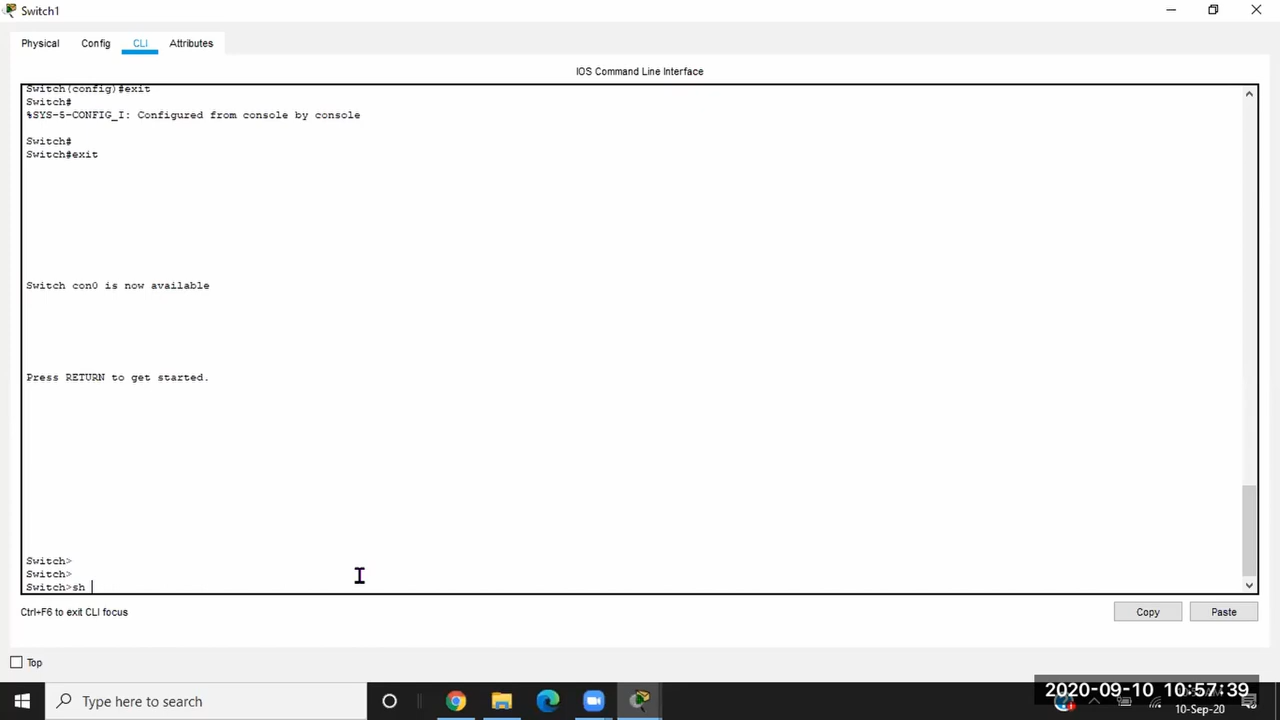 Switch1
Physical Config CLI Attributes
IOS Command Line Interface
Switch(config)#exit
Switch#
%SYS-5-CONFIG_I: Configured from console by console
Switch#
Switch#exit
Switch con0 is now available
Press RETURN to get started.
Switch>
Switch>
Switch>sh
Ctrl+F6 to exit CLI focus
Copy Paste
Top
Type here to search
2020-09-10 10:57:39
10-Sep-20